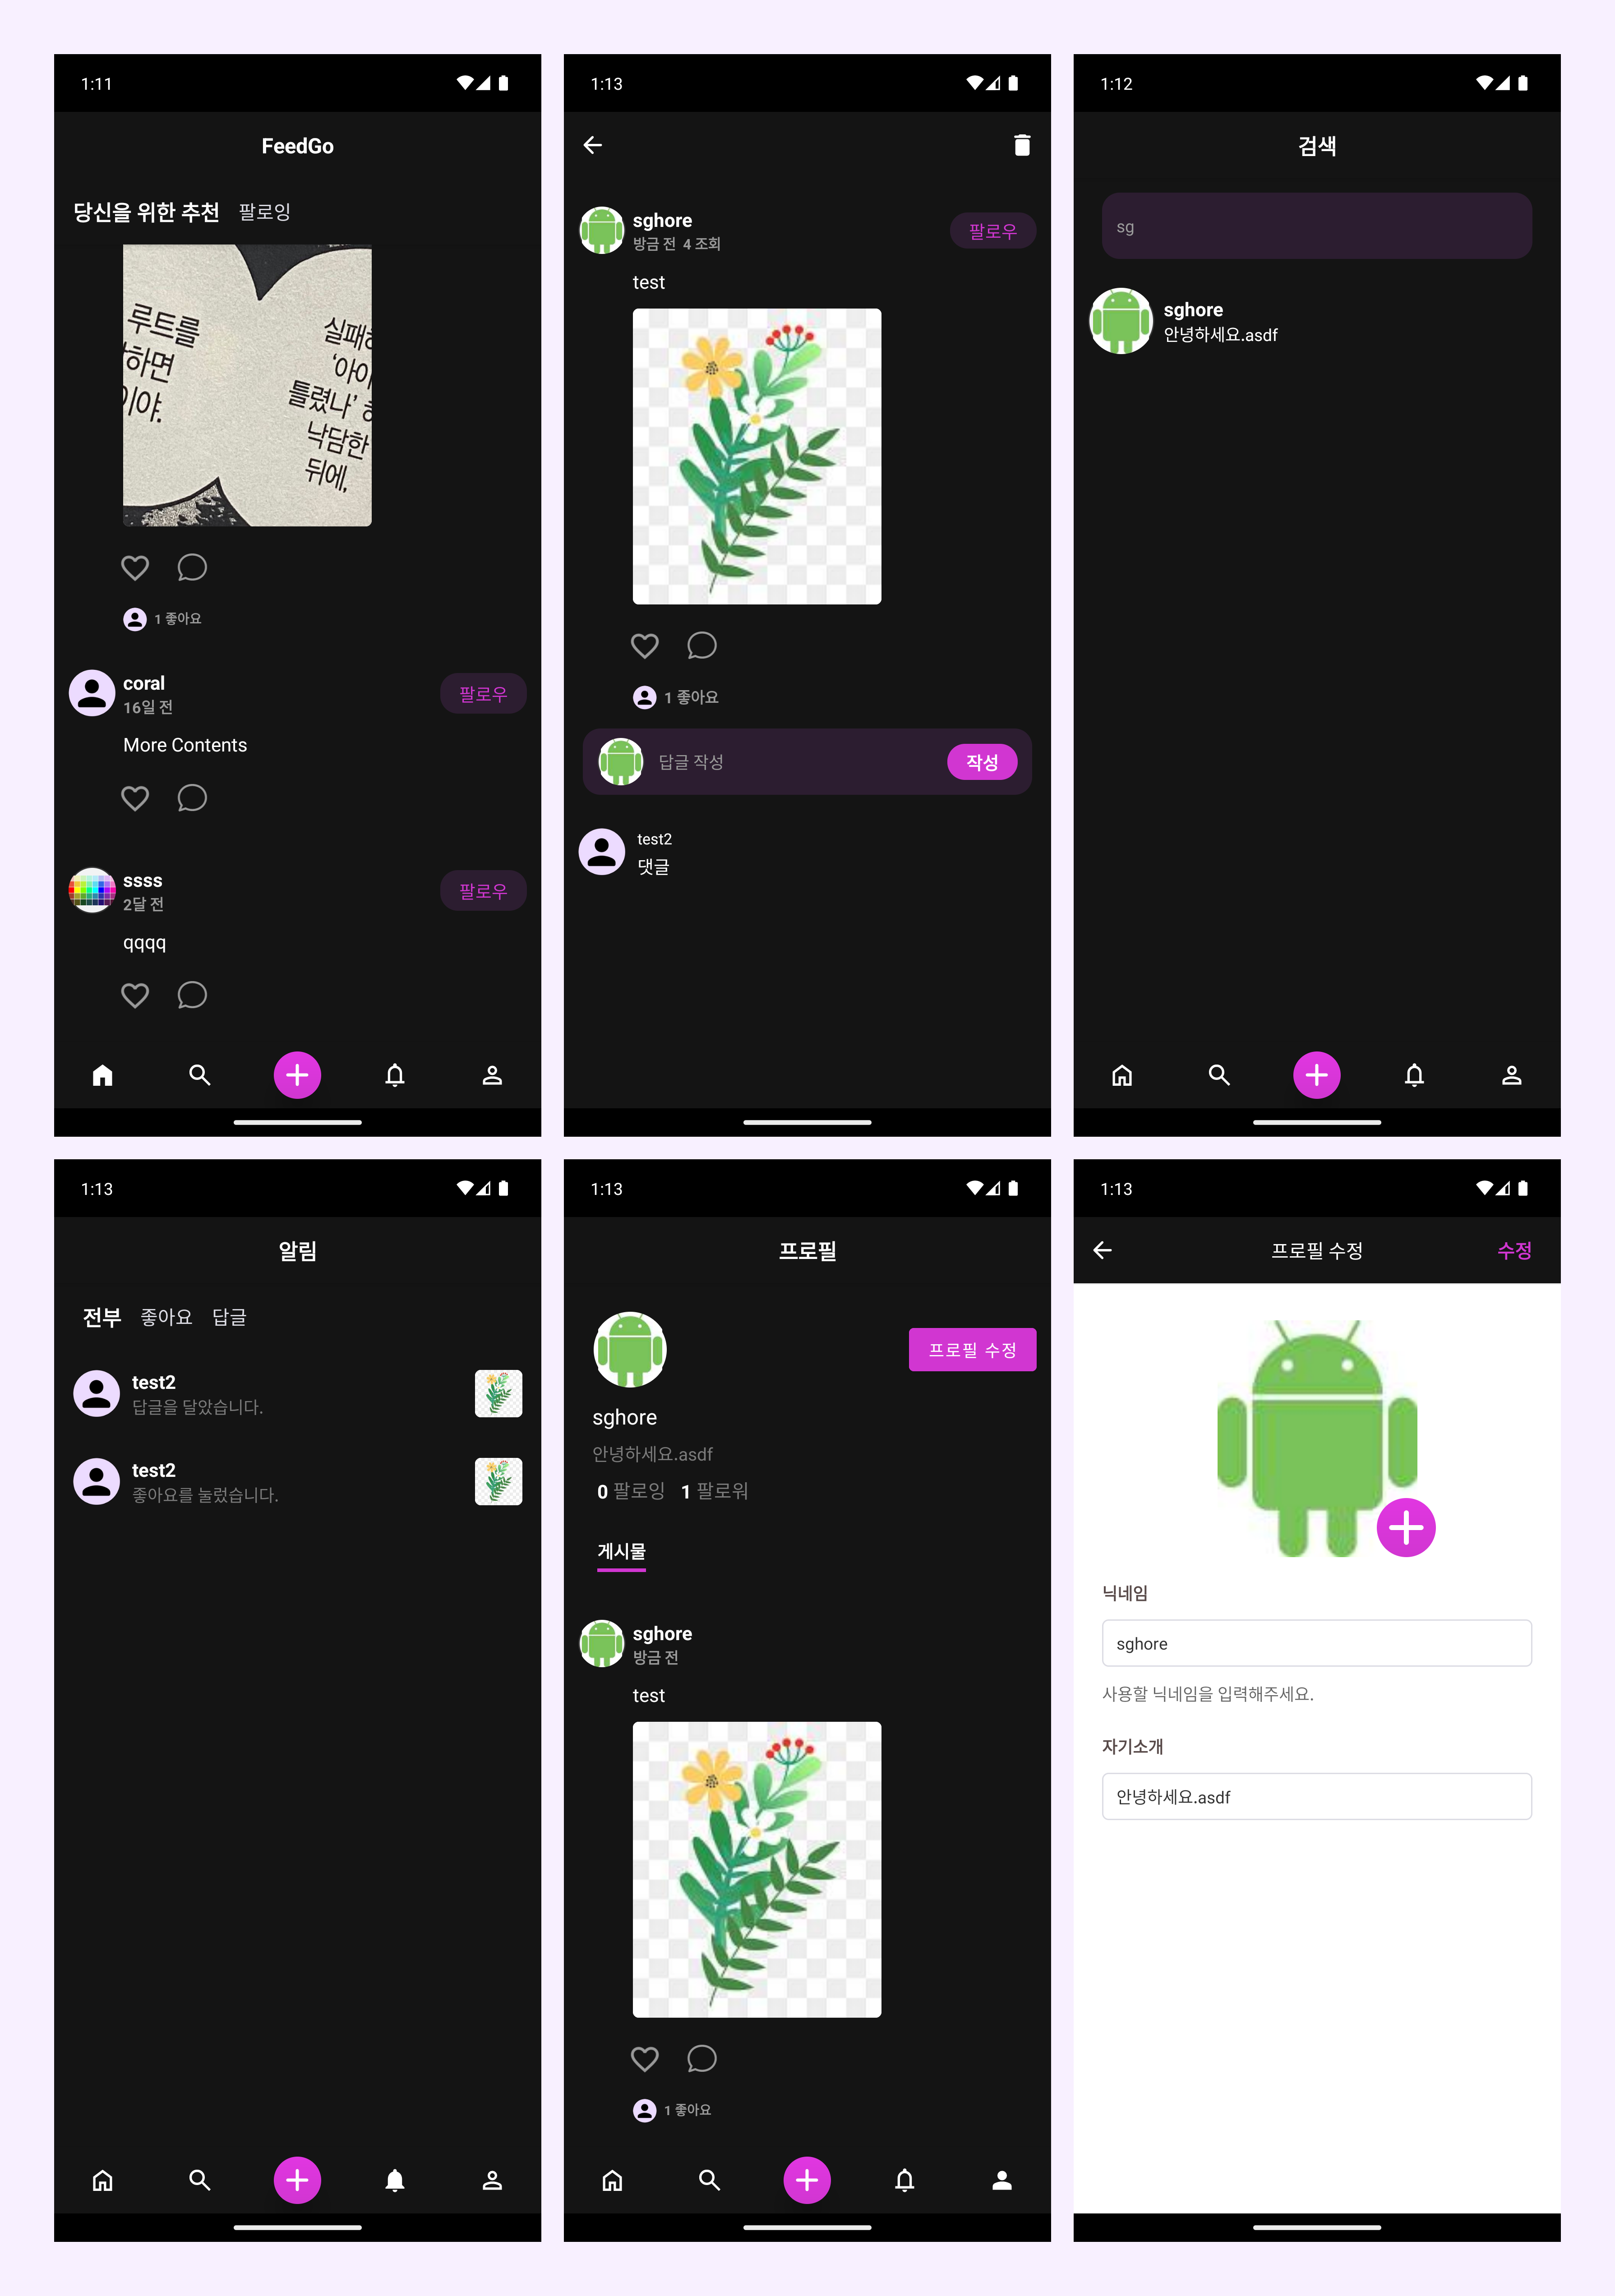 1:11
FeedGo
당신을 위한 추천 팔로잉
루트를
하면
이야.
실패
'아이
틀렸나'
낙담한
뒤에,
1 좋아요
coral
16일 전
팔로우
More Contents
ssss
2달 전
팔로우
qqqq
1:13
sghore
방금 전 4 조회
팔로우
test
1 좋아요
답글 작성
작성
test2
댓글
1:12
검색
sg
sghore
안녕하세요.asdf
1:13
알림
전부 좋아요 답글
test2
답글을 달았습니다.
test2
좋아요를 눌렀습니다.
1:13
프로필
프로필 수정
sghore
안녕하세요.asdf
0 팔로잉 1 팔로워
게시물
sghore
방금 전
test
1 좋아요
1:13
프로필 수정
수정
닉네임
sghore
사용할 닉네임을 입력해주세요.
자기소개
안녕하세요.asdf